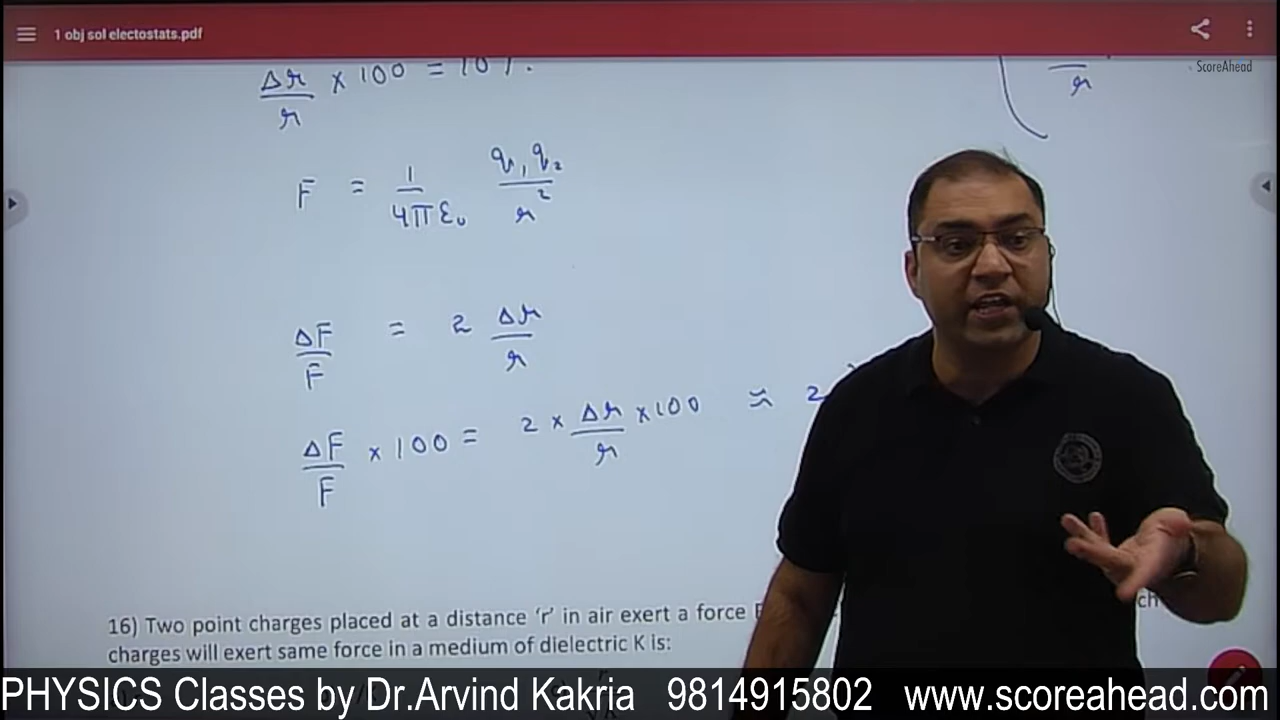 1 obj sol electostats.pdf
ScoreAhead
Δr/r × 100 = 10%.
r
F = 1/4πε₀ q₁q₂/r²
ΔF/F = 2 Δr/r
ΔF/F × 100 = 2 × Δr/r × 100 ≈ 2
16) Two point charges placed at a distance ‘r’ in air exert a force
charges will exert same force in a medium of dielectric K is:
PHYSICS Classes by Dr.Arvind Kakria 9814915802 www.scoreahead.com